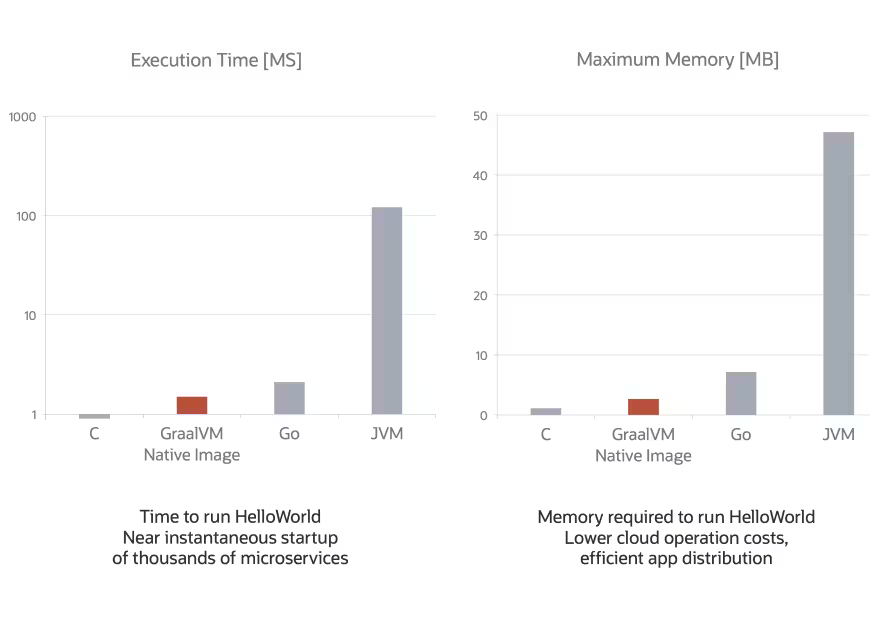 Execution Time [MS]
1000
100
10
1
C
GraalVM
Native Image
Go
JVM
Time to run HelloWorld
Near instantaneous startup
of thousands of microservices
Maximum Memory [MB]
50
40
30
20
10
0
C
GraalVM
Native Image
Go
JVM
Memory required to run HelloWorld
Lower cloud operation costs,
efficient app distribution